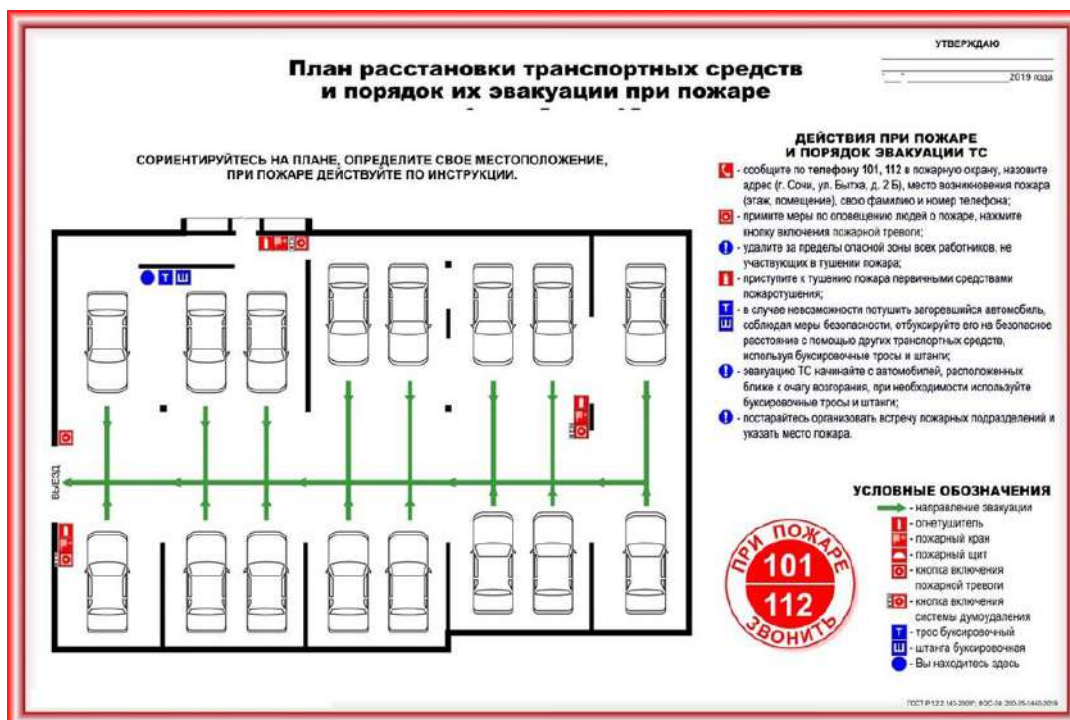 УТВЕРЖДАЮ
"___" ____________ 2019 года
План расстановки транспортных средств
и порядок их эвакуации при пожаре
СОРИЕНТИРУЙТЕСЬ НА ПЛАНЕ, ОПРЕДЕЛИТЕ СВОЕ МЕСТОПОЛОЖЕНИЕ,
ПРИ ПОЖАРЕ ДЕЙСТВУЙТЕ ПО ИНСТРУКЦИИ.
Т Ш
ВЫЕЗД
ДЕЙСТВИЯ ПРИ ПОЖАРЕ
И ПОРЯДОК ЭВАКУАЦИИ ТС
- сообщите по телефону 101, 112 в пожарную охрану, назовите
адрес (г. Сочи, ул. Бытха, д. 2 Б), место возникновения пожара
(этаж, помещение), свою фамилию и номер телефона;
- примите меры по оповещению людей о пожаре, нажмите
кнопку включения пожарной тревоги;
- удалите за пределы опасной зоны всех работников, не
участвующих в тушении пожара;
- приступите к тушению пожара первичными средствами
пожаротушения;
Т - в случае невозможности потушить загоревшийся автомобиль,
Ш соблюдая меры безопасности, отбуксируйте его на безопасное
расстояние с помощью других транспортных средств,
используя буксировочные тросы и штанги;
- эвакуацию ТС начинайте с автомобилей, расположенных
ближе к очагу возгорания, при необходимости используйте
буксировочные тросы и штанги;
- постарайтесь организовать встречу пожарных подразделений и
указать место пожара.
ПРИ ПОЖАРЕ
101
112
ЗВОНИТЬ
УСЛОВНЫЕ ОБОЗНАЧЕНИЯ
- направление эвакуации
- огнетушитель
- пожарный кран
- пожарный щит
- кнопка включения
пожарной тревоги
- кнопка включения
системы думоудаления
Т - трос буксировочный
Ш - штанга буксировочная
- Вы находитесь здесь